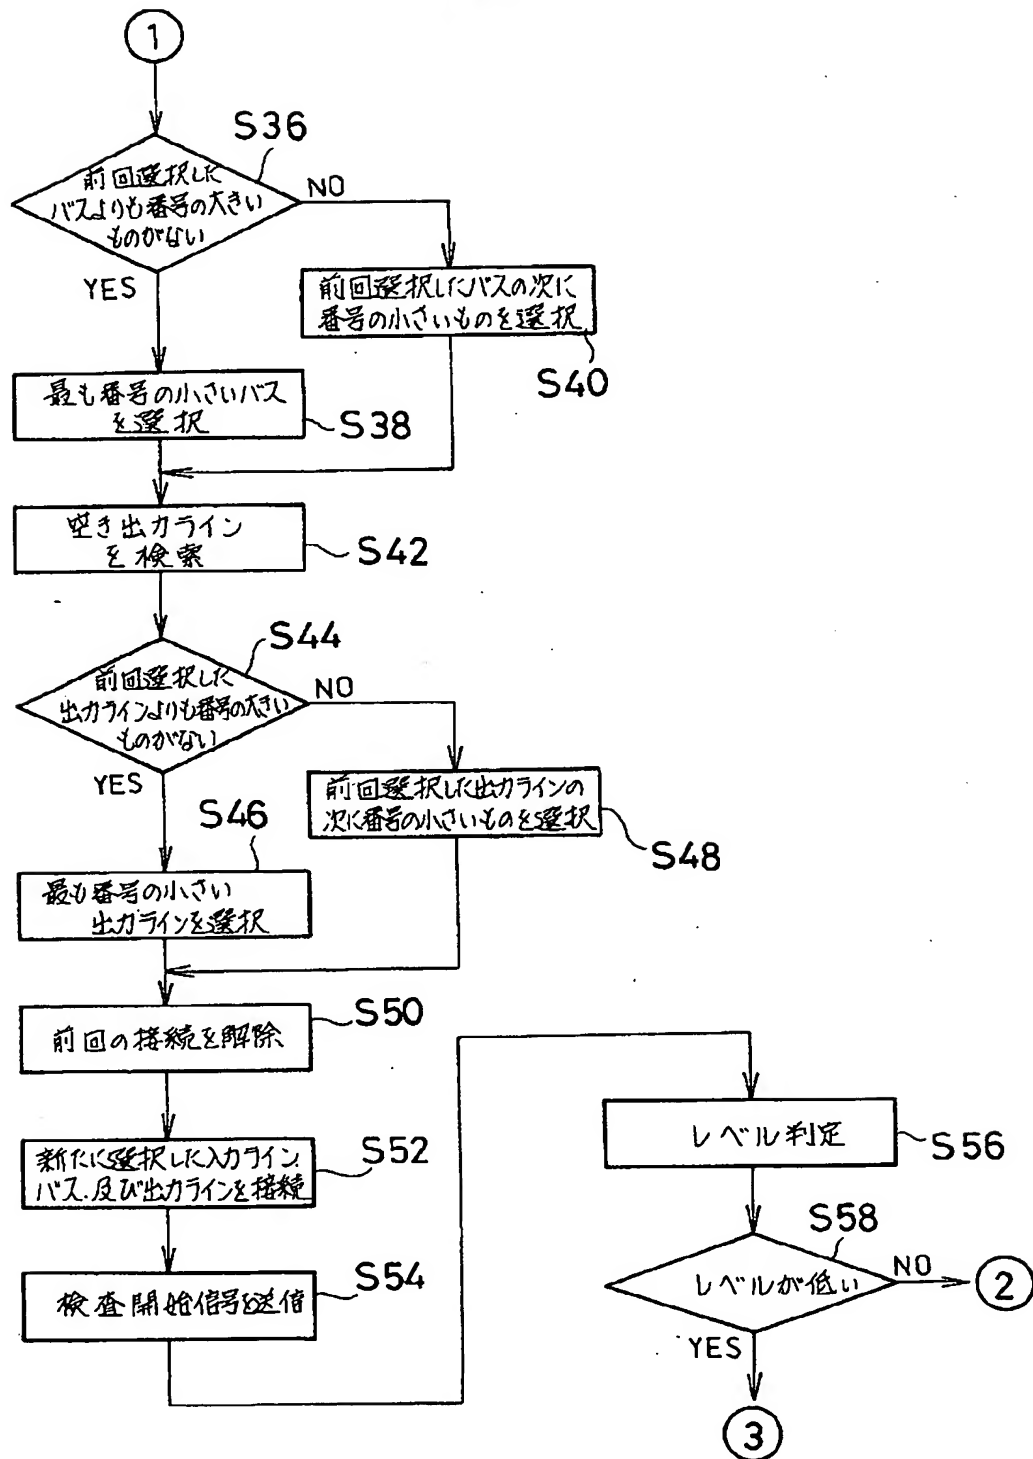 1
S36
前回選択した
バスよりも番号の大きい
ものがない
NO
YES
前回選択したバスの次に
番号の小さいものを選択
S40
最も番号の小さいバス
を選択
S38
空き出力ライン
を検索
S42
S44
前回選択した
出力ラインよりも番号の大きい
ものがない
NO
YES
前回選択した出力ラインの
次に番号の小さいものを選択
S48
S46
最も番号の小さい
出力ラインを選択
前回の接続を解除
S50
新たに選択した入力ライン、
バス、及び出力ラインを接続
S52
検査開始信号を送信
S54
レベル判定
S56
S58
レベルが低い
NO
2
YES
3